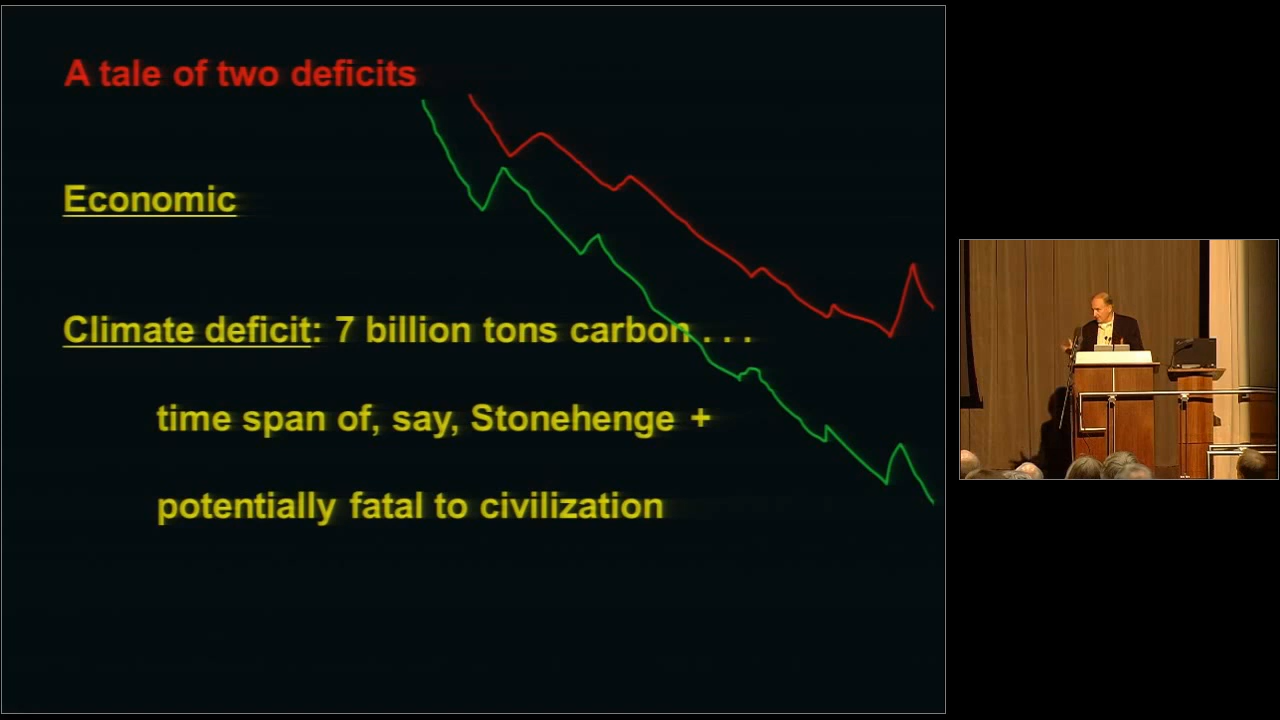 A tale of two deficits
Economic
Climate deficit: 7 billion tons carbon . . .
time span of, say, Stonehenge +
potentially fatal to civilization